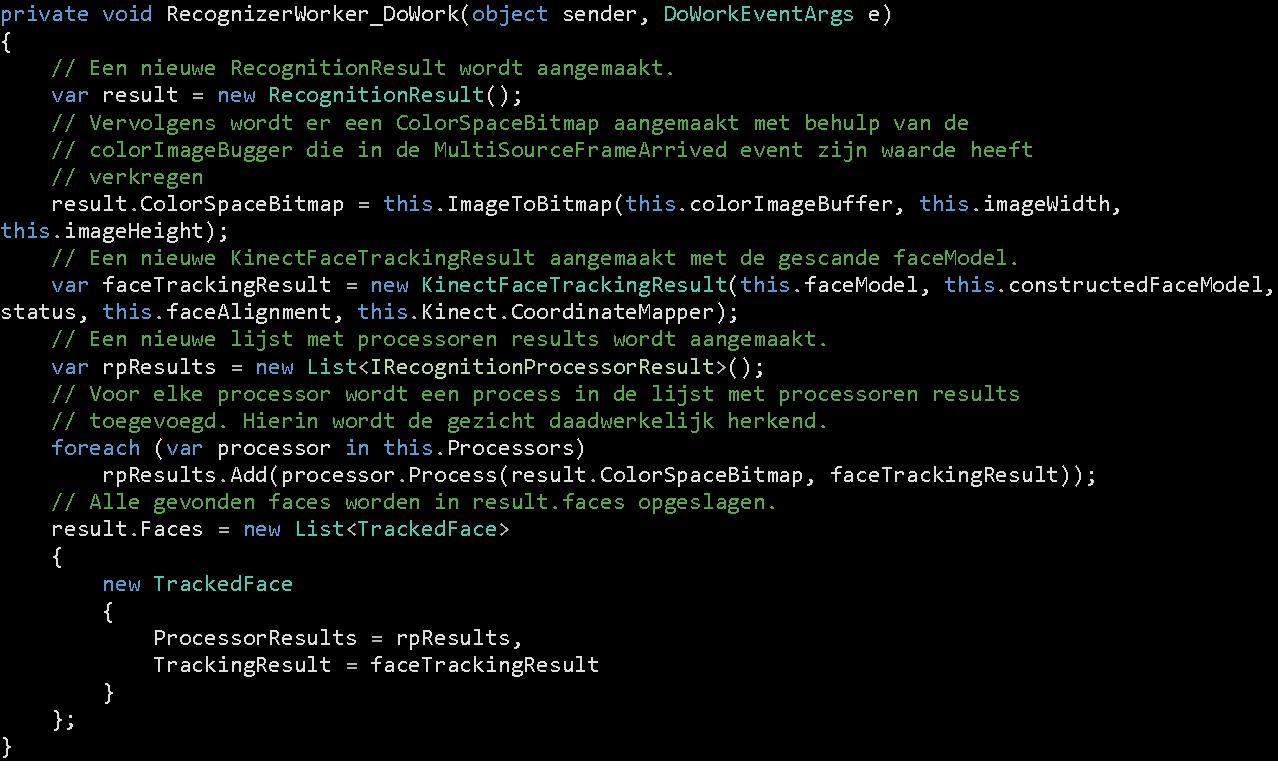 private void RecognizerWorker_DoWork(object sender, DoWorkEventArgs e)
{
    // Een nieuwe RecognitionResult wordt aangemaakt.
    var result = new RecognitionResult();
    // Vervolgens wordt er een ColorSpaceBitmap aangemaakt met behulp van de
    // colorImageBugger die in de MultiSourceFrameArrived event zijn waarde heeft
    // verkregen
    result.ColorSpaceBitmap = this.ImageToBitmap(this.colorImageBuffer, this.imageWidth,
this.imageHeight);
    // Een nieuwe KinectFaceTrackingResult aangemaakt met de gescande faceModel.
    var faceTrackingResult = new KinectFaceTrackingResult(this.faceModel, this.constructedFaceModel,
status, this.faceAlignment, this.Kinect.CoordinateMapper);
    // Een nieuwe lijst met processoren results wordt aangemaakt.
    var rpResults = new List<IRecognitionProcessorResult>();
    // Voor elke processor wordt een process in de lijst met processoren results
    // toegevoegd. Hierin wordt de gezicht daadwerkelijk herkend.
    foreach (var processor in this.Processors)
        rpResults.Add(processor.Process(result.ColorSpaceBitmap, faceTrackingResult));
    // Alle gevonden faces worden in result.faces opgeslagen.
    result.Faces = new List<TrackedFace>
    {
        new TrackedFace
        {
            ProcessorResults = rpResults,
            TrackingResult = faceTrackingResult
        }
    };
}